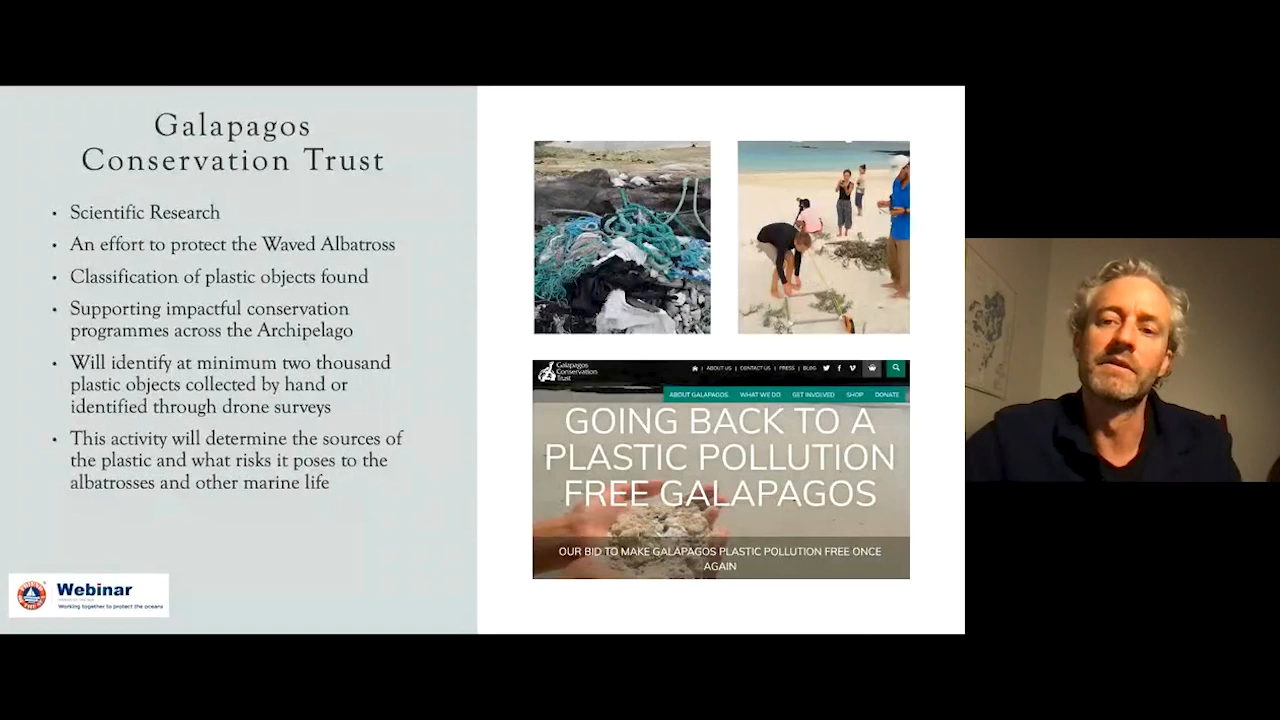 Galapagos
Conservation Trust
• Scientific Research
• An effort to protect the Waved Albatross
• Classification of plastic objects found
• Supporting impactful conservation
programmes across the Archipelago
• Will identify at minimum two thousand
plastic objects collected by hand or
identified through drone surveys
• This activity will determine the sources of
the plastic and what risks it poses to the
albatrosses and other marine life
Webinar
Working together to protect the oceans
Galapagos
Conservation
Trust
| ABOUT US | CONTACT US | PRESS | BLOG
ABOUT GALAPAGOS WHAT WE DO GET INVOLVED SHOP DONATE
GOING BACK TO A
PLASTIC POLLUTION
FREE GALAPAGOS
OUR BID TO MAKE GALAPAGOS PLASTIC POLLUTION FREE ONCE
AGAIN